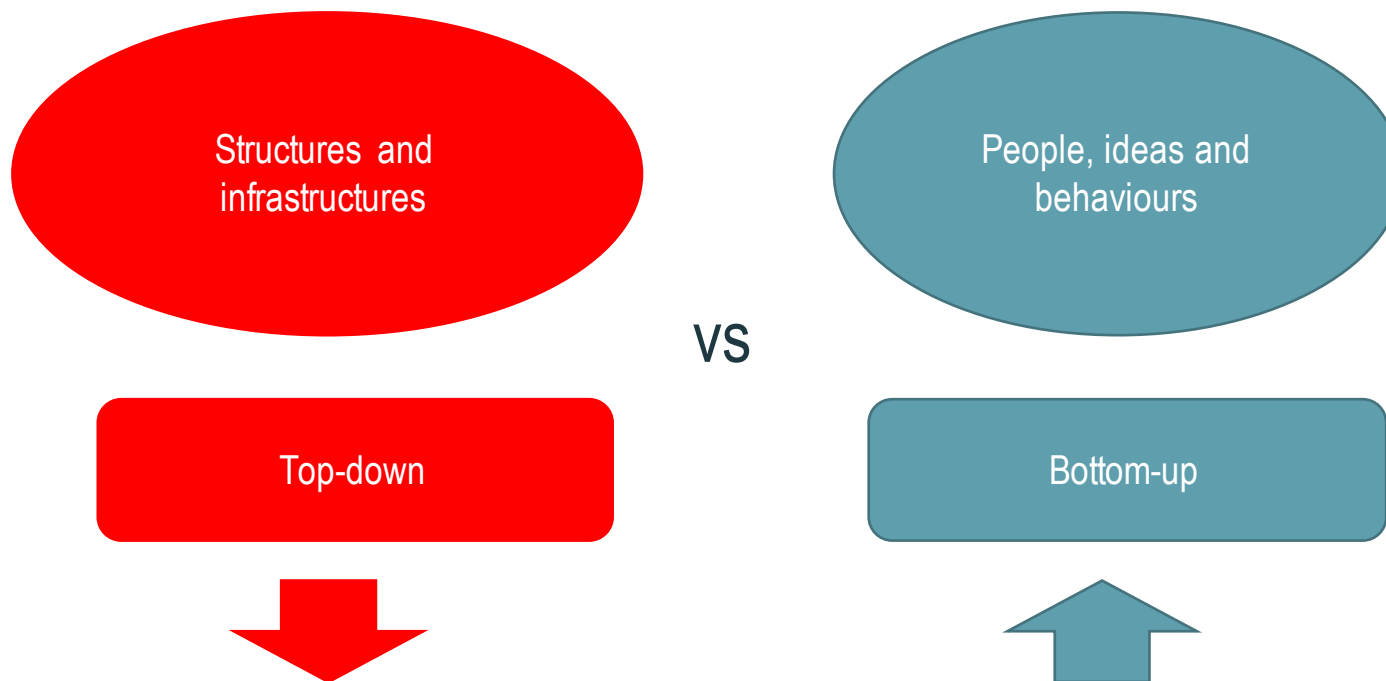 Structures and
infrastructures
People, ideas and
behaviours
vs
Top-down
Bottom-up